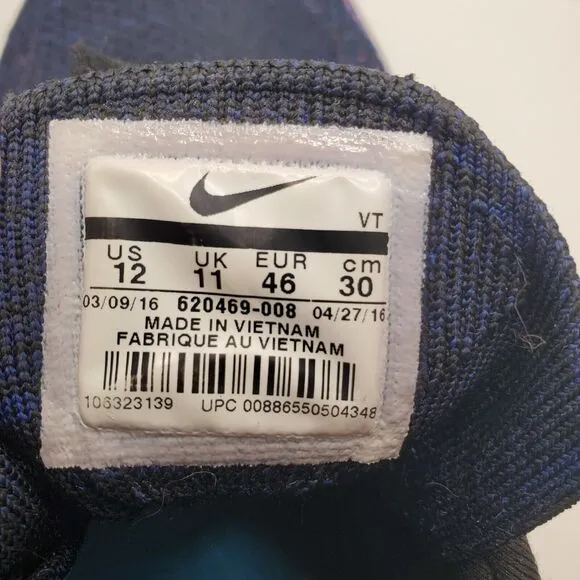 VT
US UK EUR cm
12 11 46 30
03/09/16 620469-008 04/27/16
MADE IN VIETNAM
FABRIQUE AU VIETNAM
106323139 UPC 00886550504348